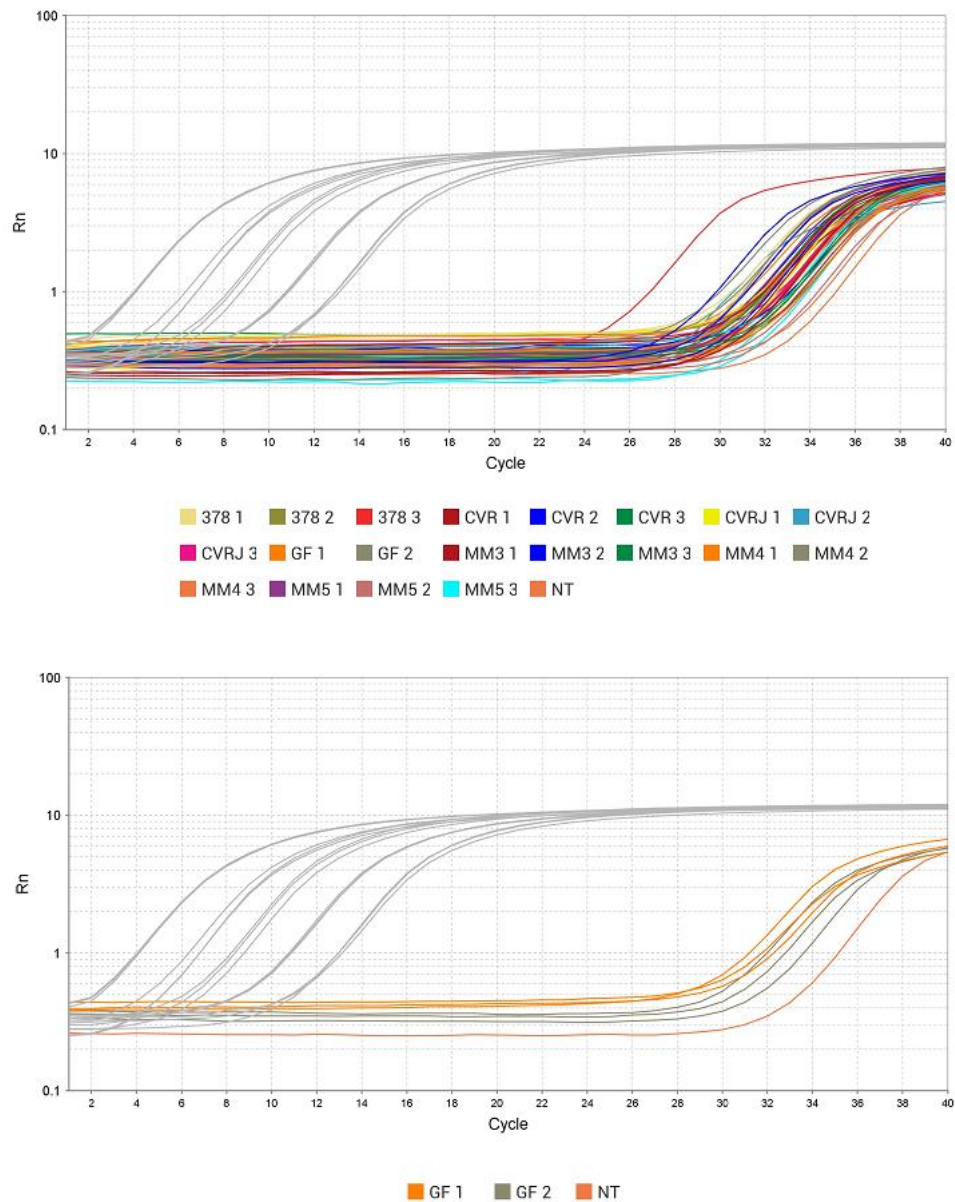 100
10
Rn
1
0.1
2 4 6 8 10 12 14 16 18 20 22 24 26 28 30 32 34 36 38 40
Cycle
378 1 378 2 378 3 CVR 1 CVR 2 CVR 3 CVRJ 1 CVRJ 2
CVRJ 3 GF 1 GF 2 MM3 1 MM3 2 MM3 3 MM4 1 MM4 2
MM4 3 MM5 1 MM5 2 MM5 3 NT
100
10
Rn
1
0.1
2 4 6 8 10 12 14 16 18 20 22 24 26 28 30 32 34 36 38 40
Cycle
GF 1 GF 2 NT